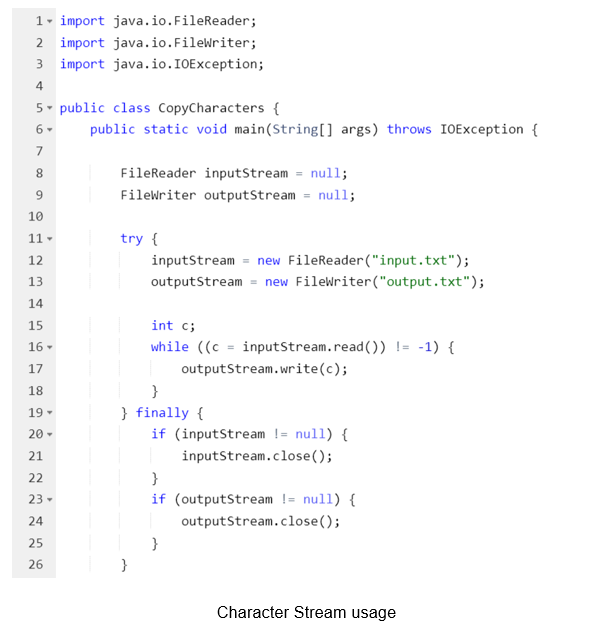 1 import java.io.FileReader;
2 import java.io.FileWriter;
3 import java.io.IOException;
4
5 public class CopyCharacters {
6     public static void main(String[] args) throws IOException {
7
8         FileReader inputStream = null;
9         FileWriter outputStream = null;
10
11         try {
12             inputStream = new FileReader("input.txt");
13             outputStream = new FileWriter("output.txt");
14
15             int c;
16             while ((c = inputStream.read()) != -1) {
17                 outputStream.write(c);
18             }
19         } finally {
20             if (inputStream != null) {
21                 inputStream.close();
22             }
23             if (outputStream != null) {
24                 outputStream.close();
25             }
26         }
Character Stream usage